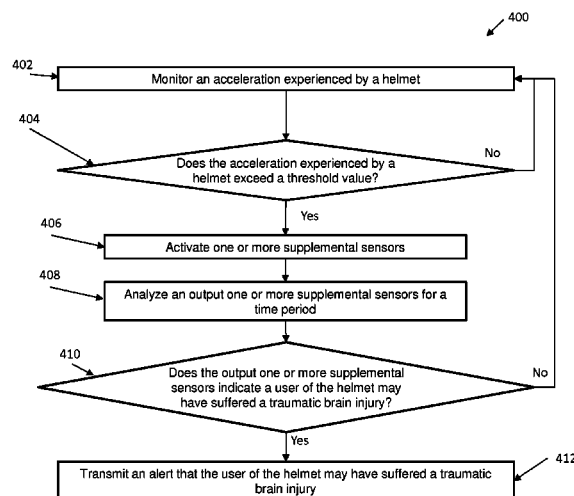 400
402
Monitor an acceleration experienced by a helmet
404
Does the acceleration experienced by a
helmet exceed a threshold value?
No
Yes
406
Activate one or more supplemental sensors
408
Analyze an output one or more supplemental sensors for a
time period
410
Does the output one or more supplemental
sensors indicate a user of the helmet may
have suffered a traumatic brain injury?
No
Yes
412
Transmit an alert that the user of the helmet may have suffered a traumatic
brain injury